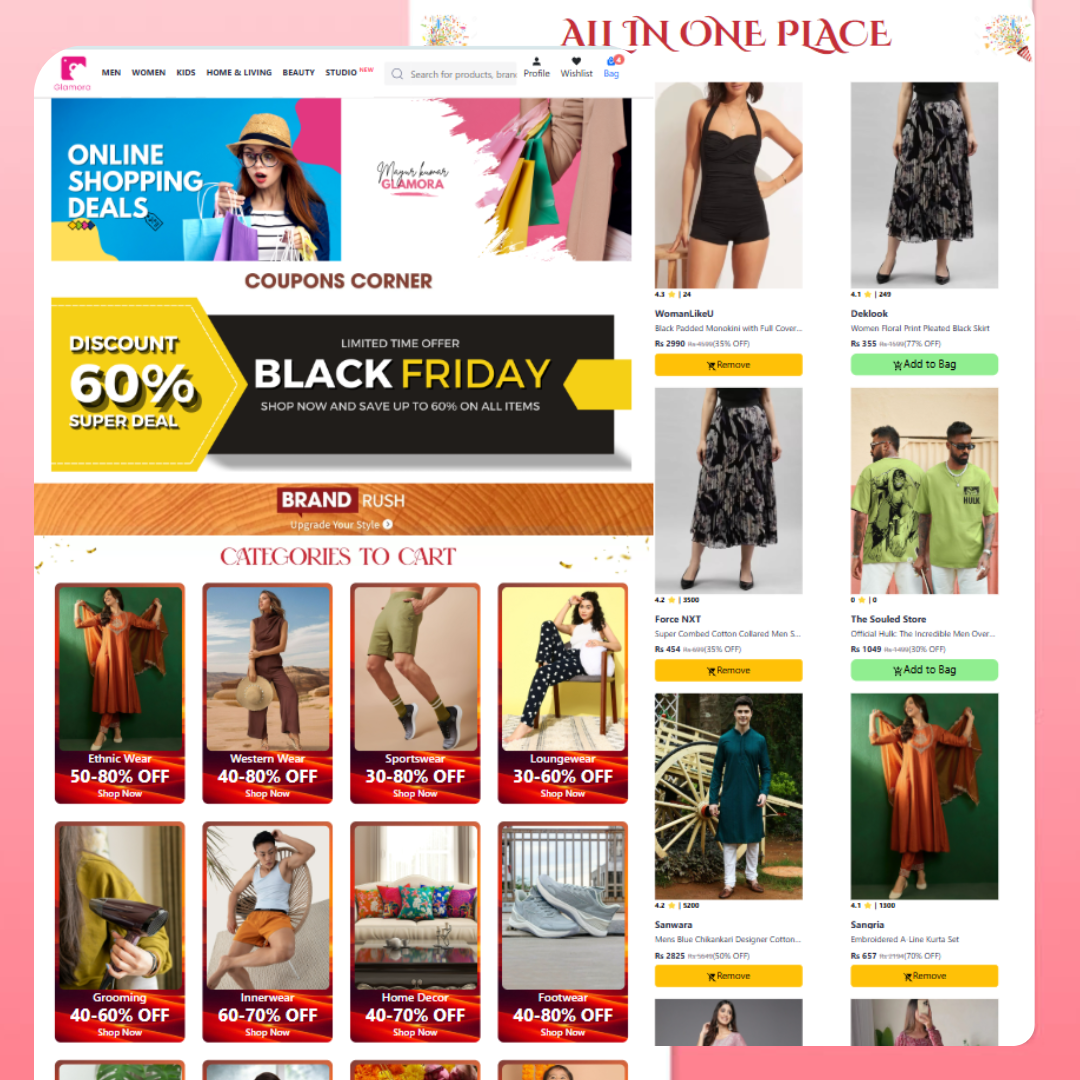 ALL IN ONE PLACE
Glamora
MEN WOMEN KIDS HOME & LIVING BEAUTY STUDIO NEW
Search for products, bran
Profile Wishlist Bag 4
ONLINE
SHOPPING
DEALS
Mayur kumar
GLAMORA
COUPONS CORNER
DISCOUNT
60%
SUPER DEAL
LIMITED TIME OFFER
BLACK FRIDAY
SHOP NOW AND SAVE UP TO 60% ON ALL ITEMS
BRAND RUSH
Upgrade Your Style
CATEGORIES TO CART
Ethnic Wear
50-80% OFF
Shop Now
Western Wear
40-80% OFF
Shop Now
Sportswear
30-80% OFF
Shop Now
Loungewear
30-60% OFF
Shop Now
Grooming
40-60% OFF
Shop Now
Innerwear
60-70% OFF
Shop Now
Home Decor
40-70% OFF
Shop Now
Footwear
40-80% OFF
Shop Now
4.3 ⭐ | 24
WomanLikeU
Black Padded Monokini with Full Cover...
Rs 2990 Rs 4599(35% OFF)
Remove
4.1 ⭐ | 249
Deklook
Women Floral Print Pleated Black Skirt
Rs 355 Rs 1599(77% OFF)
Add to Bag
4.2 ⭐ | 3500
Force NXT
Super Combed Cotton Collared Men S...
Rs 454 Rs 699(35% OFF)
Remove
HULK
0 ⭐ | 0
The Souled Store
Official Hulk: The Incredible Men Over...
Rs 1049 Rs 1499(30% OFF)
Add to Bag
4.2 ⭐ | 5200
Sanwara
Mens Blue Chikankari Designer Cotton...
Rs 2825 Rs 5649(50% OFF)
Remove
4.1 ⭐ | 1300
Sangria
Embroidered A-Line Kurta Set
Rs 657 Rs 2194(70% OFF)
Remove